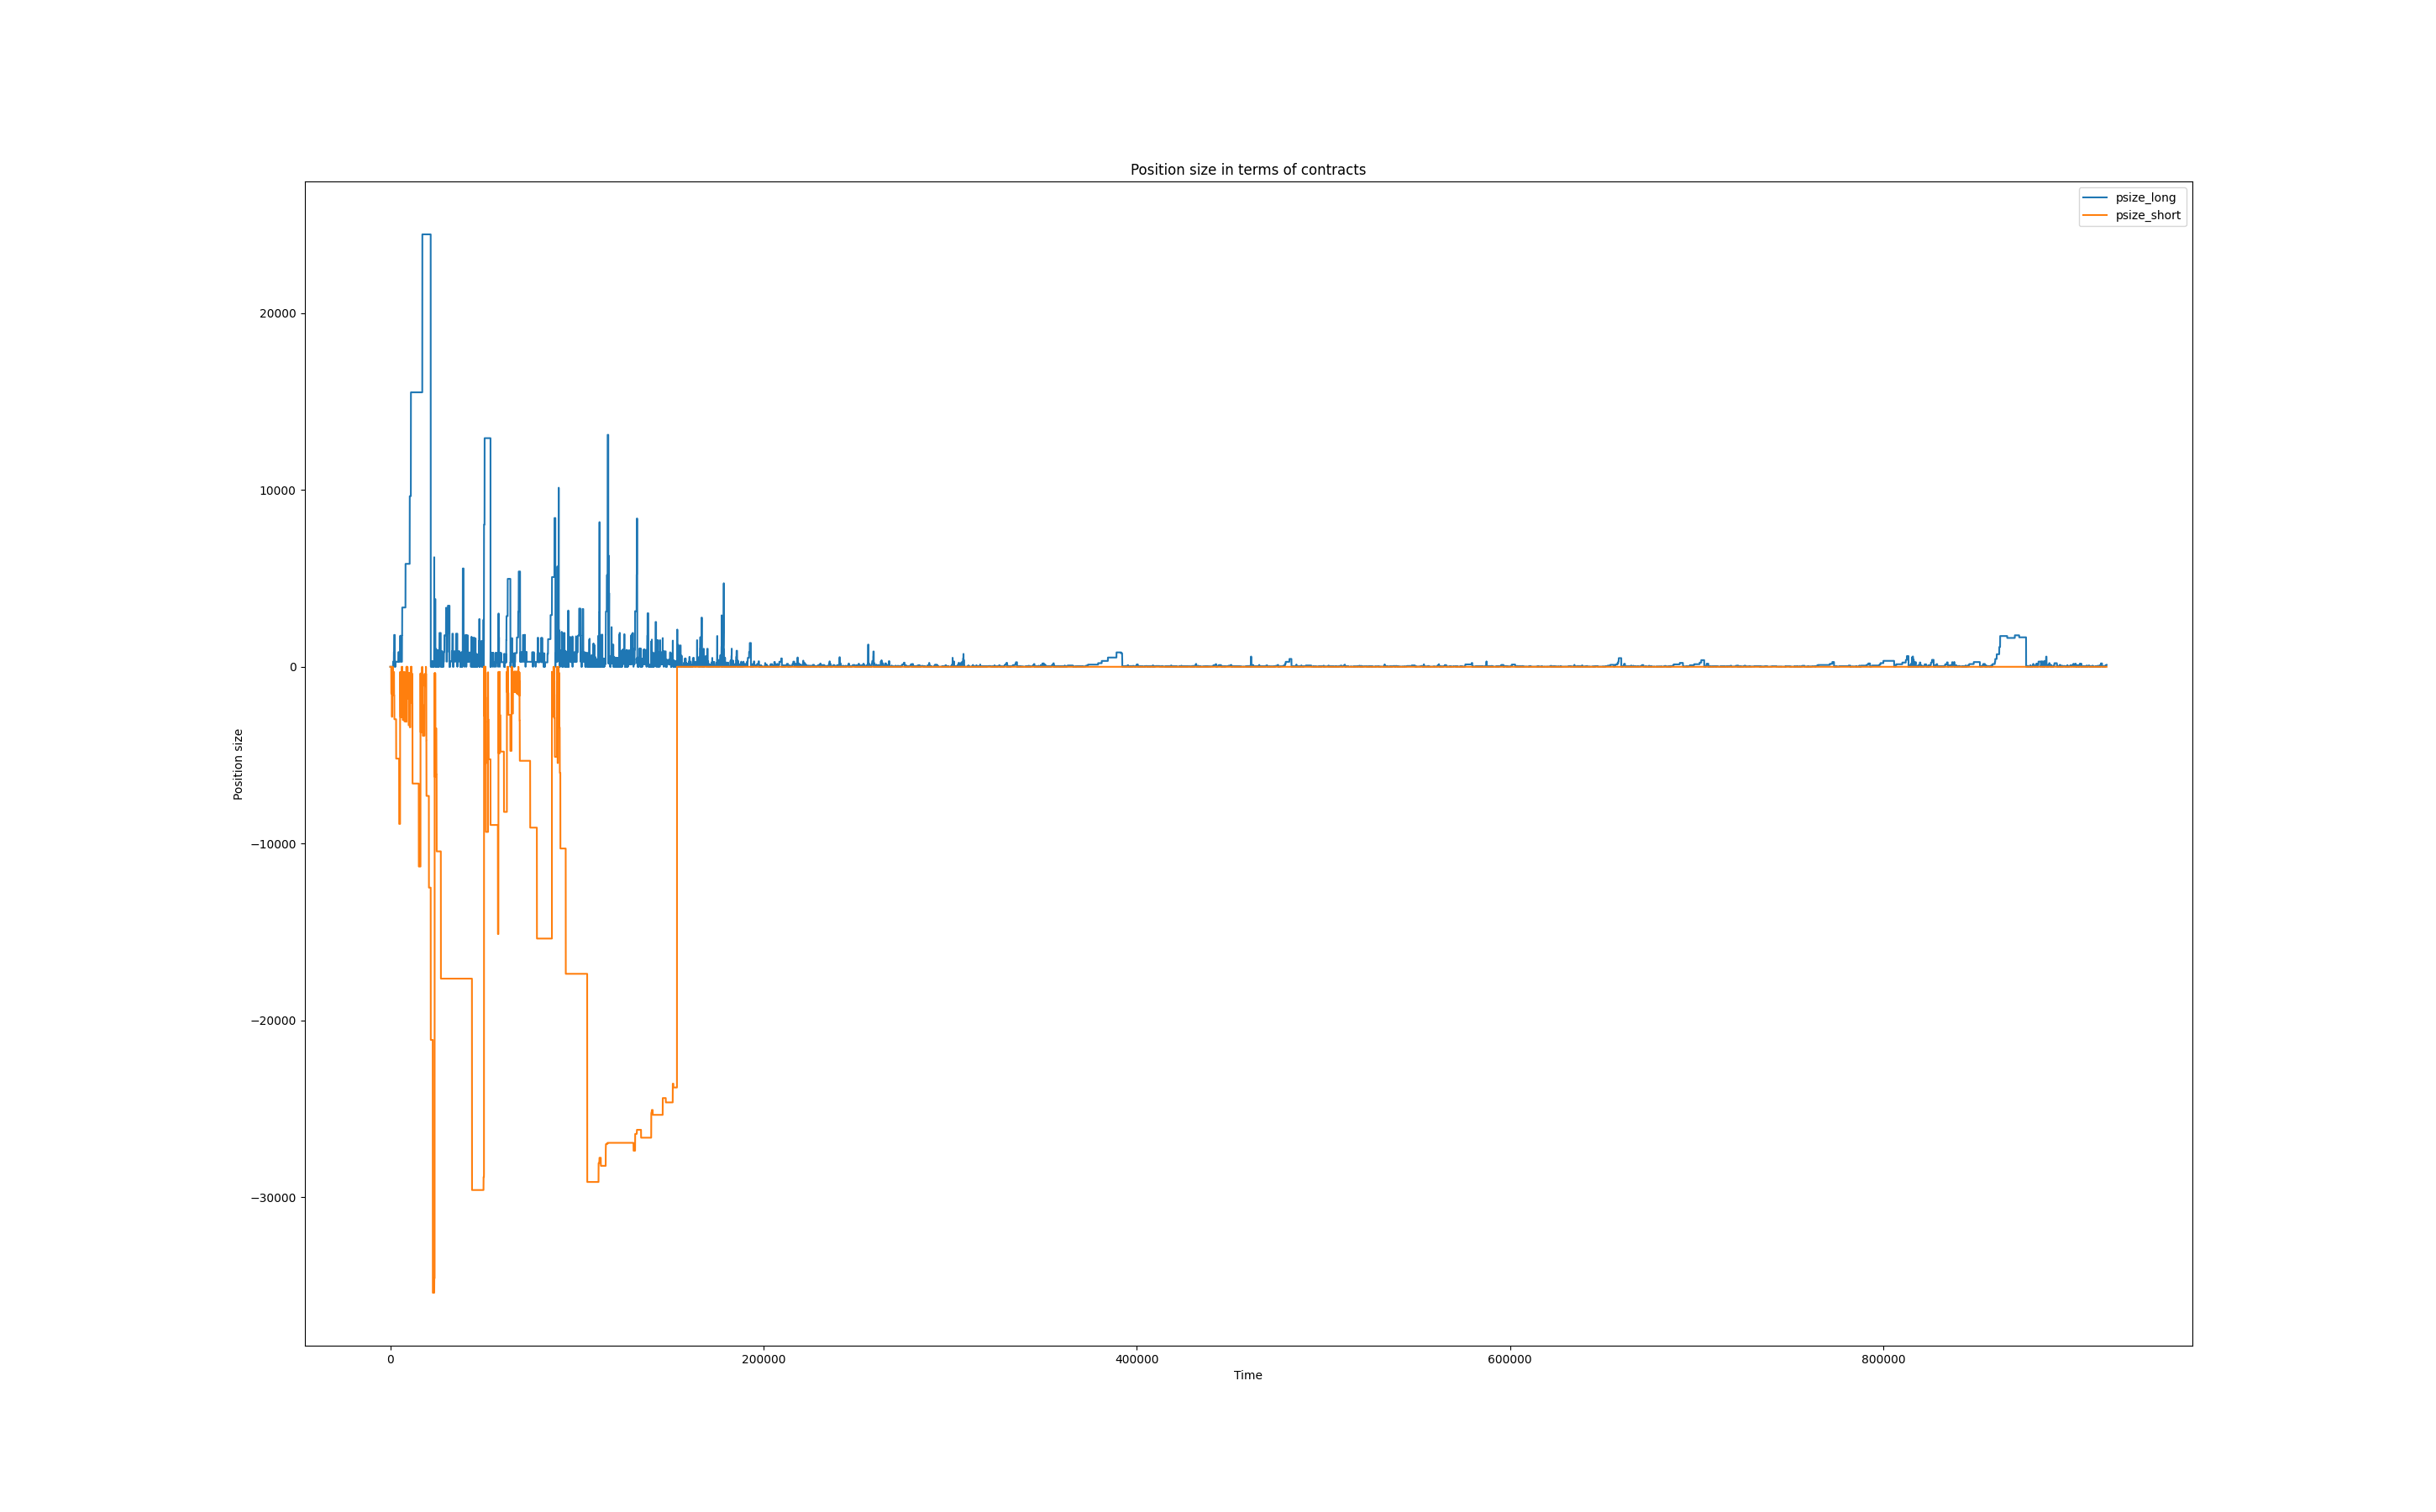 Position size in terms of contracts
psize_long
psize_short
20000
10000
0
−10000
−20000
−30000
Position size
0
200000
400000
600000
800000
Time